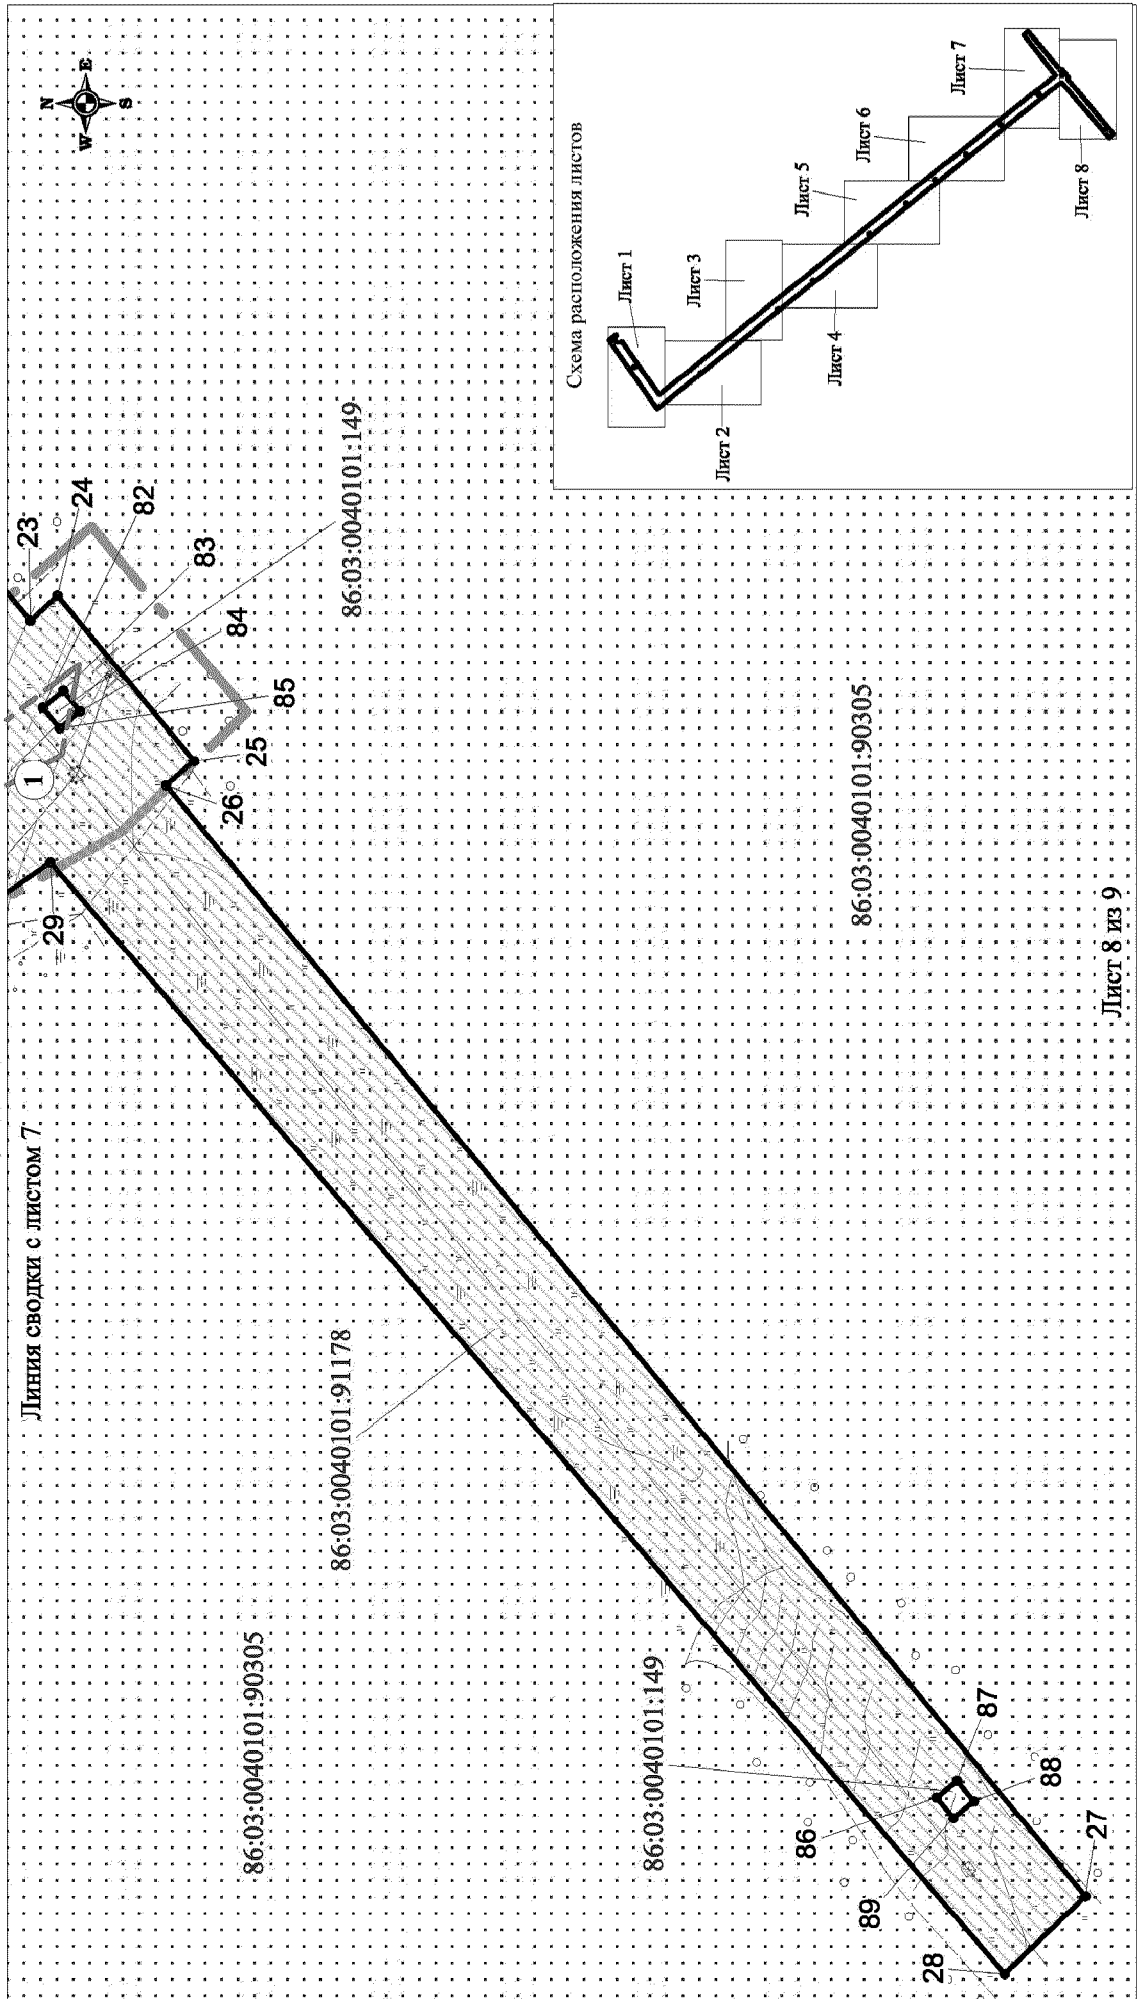 Линия сводки с листом 7
N
W
E
S
23
24
82
83
84
85
1
25
26
29
86:03:0040101:149
86:03:0040101:90305
86:03:0040101:91178
86:03:0040101:90305
86:03:0040101:149
86
87
88
89
27
28
Схема расположения листов
Лист 1
Лист 2
Лист 3
Лист 4
Лист 5
Лист 6
Лист 7
Лист 8
Лист 8 из 9